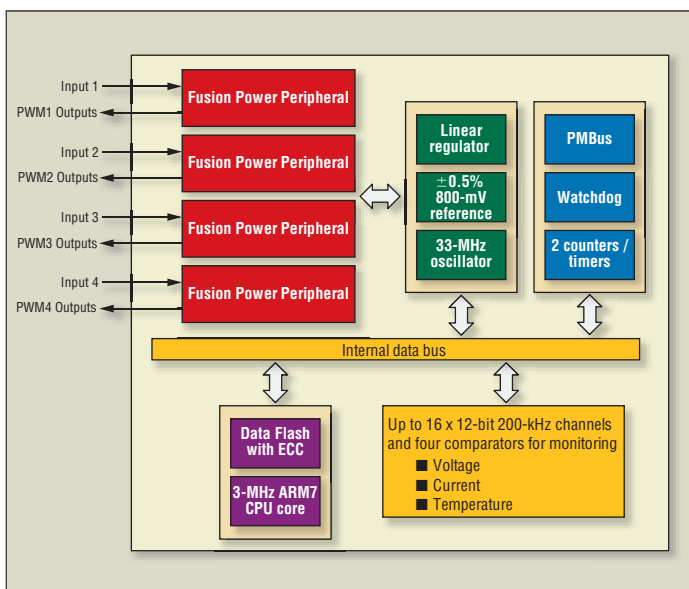 Input 1
PWM1 Outputs
Fusion Power Peripheral
Input 2
PWM2 Outputs
Fusion Power Peripheral
Input 3
PWM3 Outputs
Fusion Power Peripheral
Input 4
PWM4 Outputs
Fusion Power Peripheral
Linear
regulator
±0.5%
800-mV
reference
33-MHz
oscillator
PMBus
Watchdog
2 counters /
timers
Internal data bus
Data Flash
with ECC
3-MHz ARM7
CPU core
Up to 16 x 12-bit 200-kHz channels
and four comparators for monitoring
■ Voltage
■ Current
■ Temperature